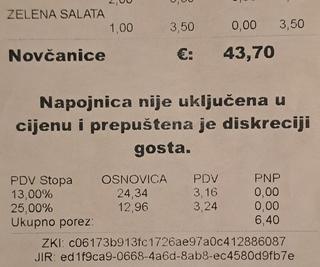 ZELENA SALATA
1,00 3,50 0,00 3,50
Novčanice €: 43,70
Napojnica nije uključena u
cijenu i prepuštena je diskreciji
gosta.
PDV Stopa OSNOVICA PDV PNP
13,00% 24,34 3,16 0,00
25,00% 12,96 3,24 0,00
Ukupno porez: 6,40
ZKI: c06173b913fc1726ae97a0c412886087
JIR: ed1f9ca9-0668-4a6d-8ab8-ec4580d9fb7e